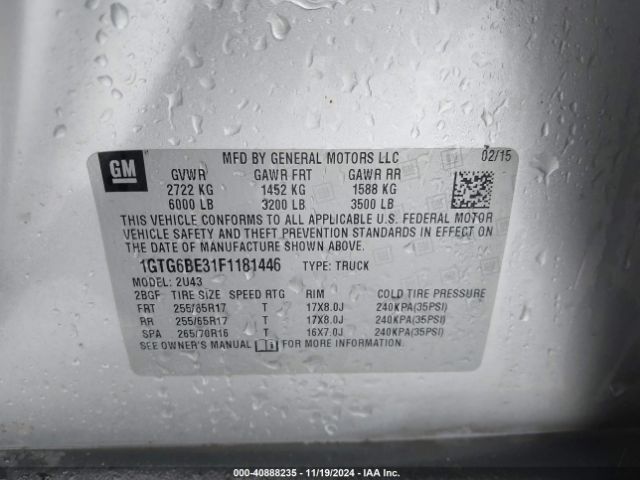 GM
MFD BY GENERAL MOTORS LLC 02/15
GVWR GAWR FRT GAWR RR
2722 KG 1452 KG 1588 KG
6000 LB 3200 LB 3500 LB
THIS VEHICLE CONFORMS TO ALL APPLICABLE U.S. FEDERAL MOTOR
VEHICLE SAFETY AND THEFT PREVENTION STANDARDS IN EFFECT ON
THE DATE OF MANUFACTURE SHOWN ABOVE.
1GTG6BE31F1181446 TYPE: TRUCK
MODEL: 2U43
2BGF TIRE SIZE SPEED RTG RIM COLD TIRE PRESSURE
FRT 255/65R17 T 17X8.0J 240KPA(35PSI)
RR 255/65R17 T 17X8.0J 240KPA(35PSI)
SPA 265/70R16 T 16X7.0J 240KPA(35PSI)
SEE OWNER'S MANUAL FOR MORE INFORMATION.
000-40888235 - 11/19/2024 - IAA Inc.